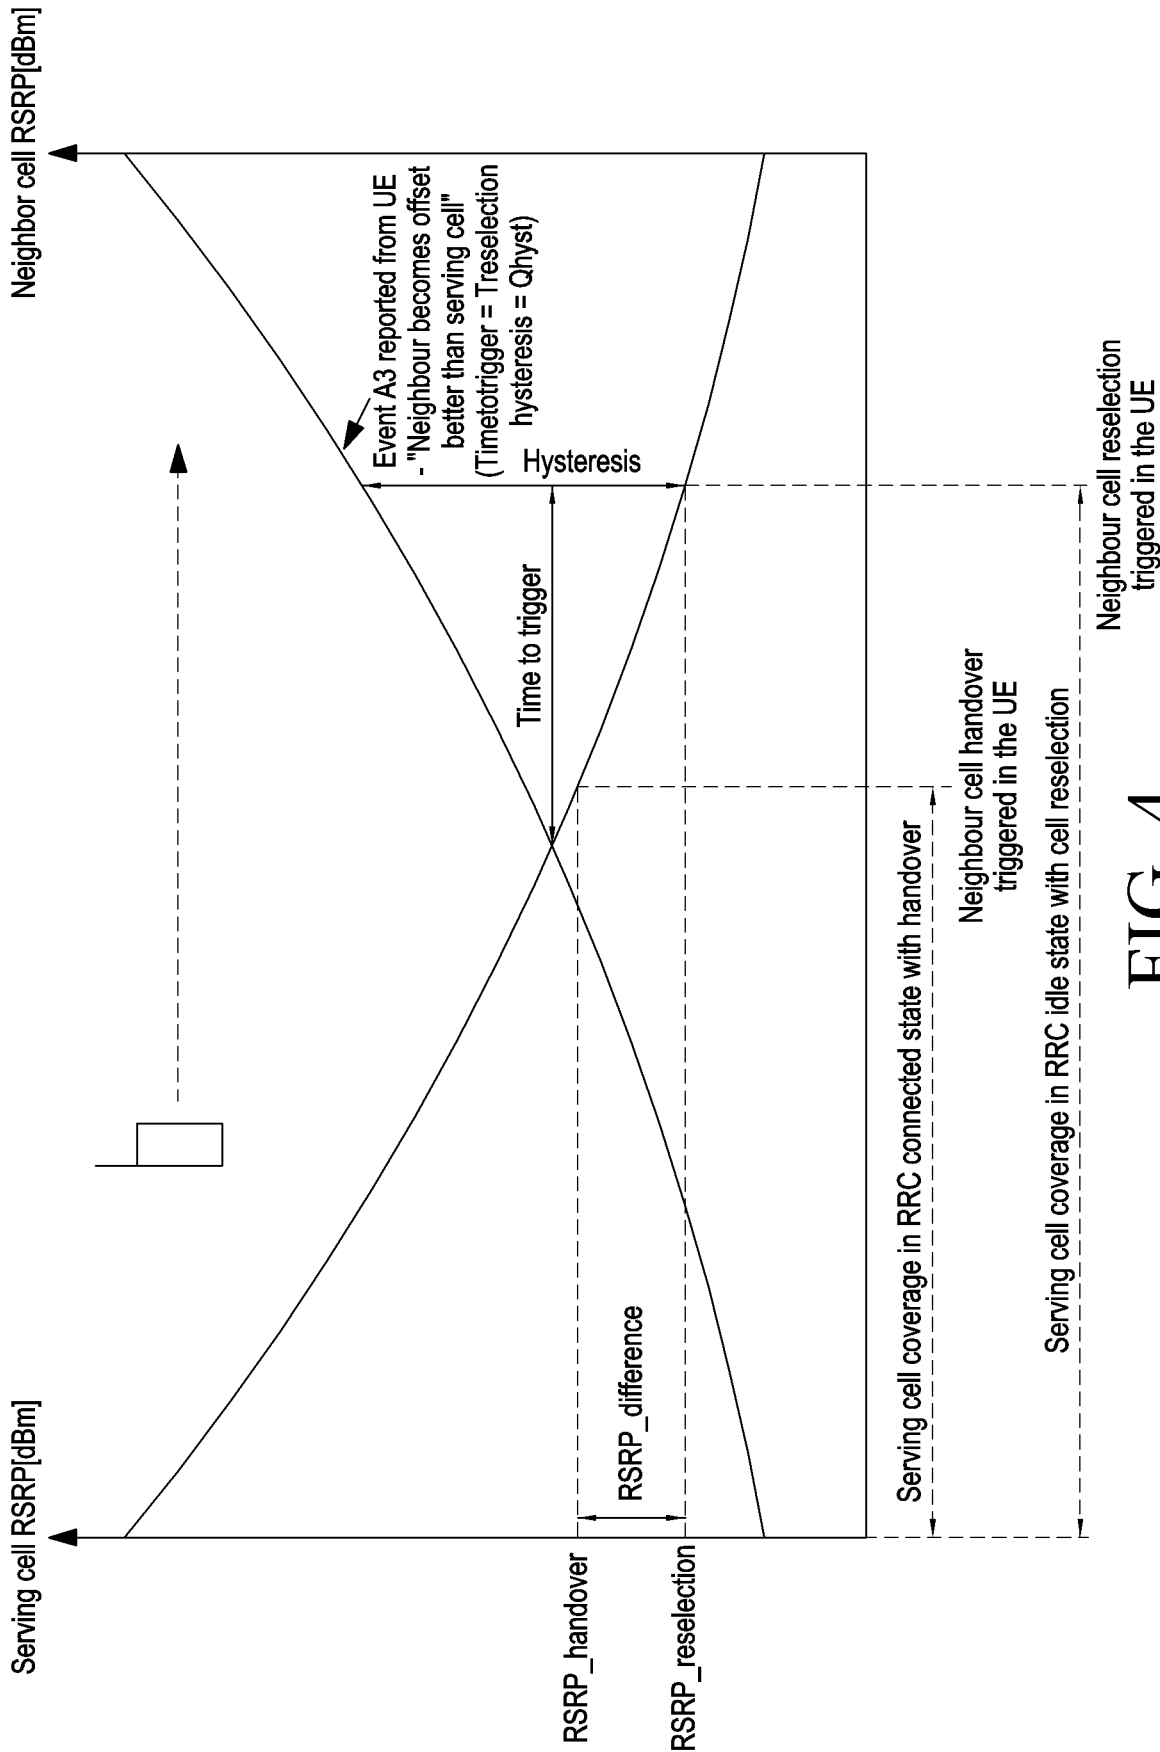 Serving cell RSRP[dBm]
Neighbor cell RSRP[dBm]
Event A3 reported from UE
- "Neighbour becomes offset
better than serving cell"
(Timetotrigger = Treselection
hysteresis = Qhyst)
Hysteresis
Time to trigger
RSRP_handover
RSRP_difference
RSRP_reselection
Serving cell coverage in RRC connected state with handover
Neighbour cell handover
triggered in the UE
Serving cell coverage in RRC idle state with cell reselection
Neighbour cell reselection
triggered in the UE
FIG. 4